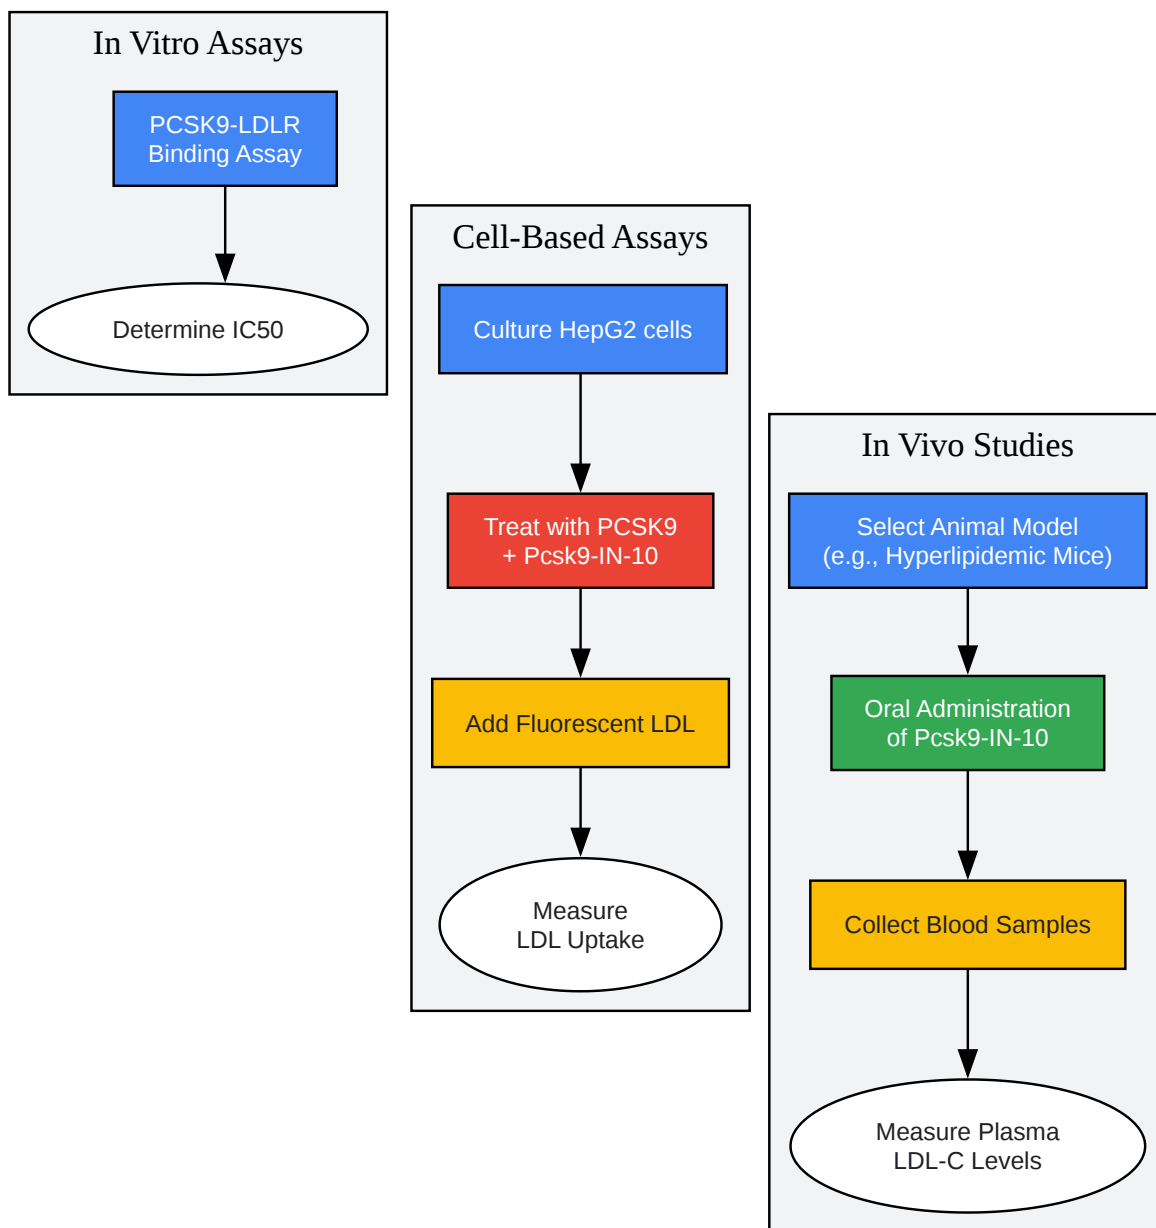 In Vitro Assays
PCSK9-LDLR
Binding Assay
Determine IC50
Cell-Based Assays
Culture HepG2 cells
Treat with PCSK9
+ Pcsk9-IN-10
Add Fluorescent LDL
Measure
LDL Uptake
In Vivo Studies
Select Animal Model
(e.g., Hyperlipidemic Mice)
Oral Administration
of Pcsk9-IN-10
Collect Blood Samples
Measure Plasma
LDL-C Levels